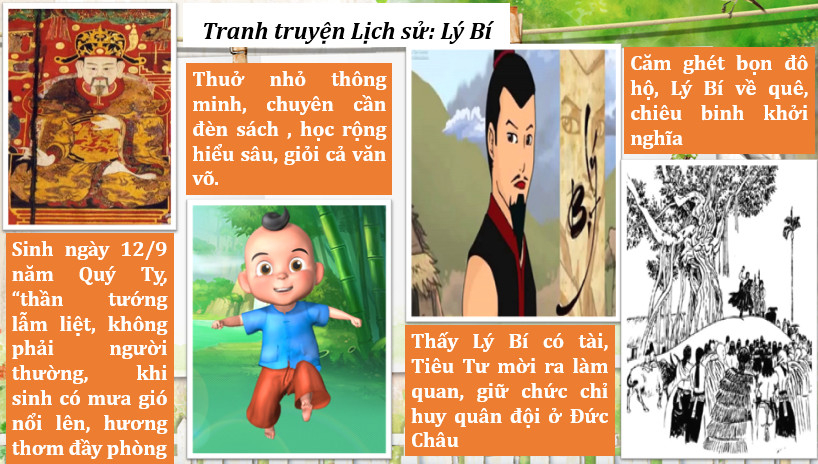 Tranh truyện Lịch sử: Lý Bí
Sinh ngày 12/9
năm Quý Tỵ,
“thần tướng
lẫm liệt, không
phải người
thường, khi
sinh có mưa gió
nổi lên, hương
thơm đầy phòng
Thuở nhỏ thông
minh, chuyên cần
đèn sách , học rộng
hiểu sâu, giỏi cả văn
võ.
Lý
Bí
Thấy Lý Bí có tài,
Tiêu Tư mời ra làm
quan, giữ chức chỉ
huy quân đội ở Đức
Châu
Căm ghét bọn đô
hộ, Lý Bí về quê,
chiêu binh khởi
nghĩa